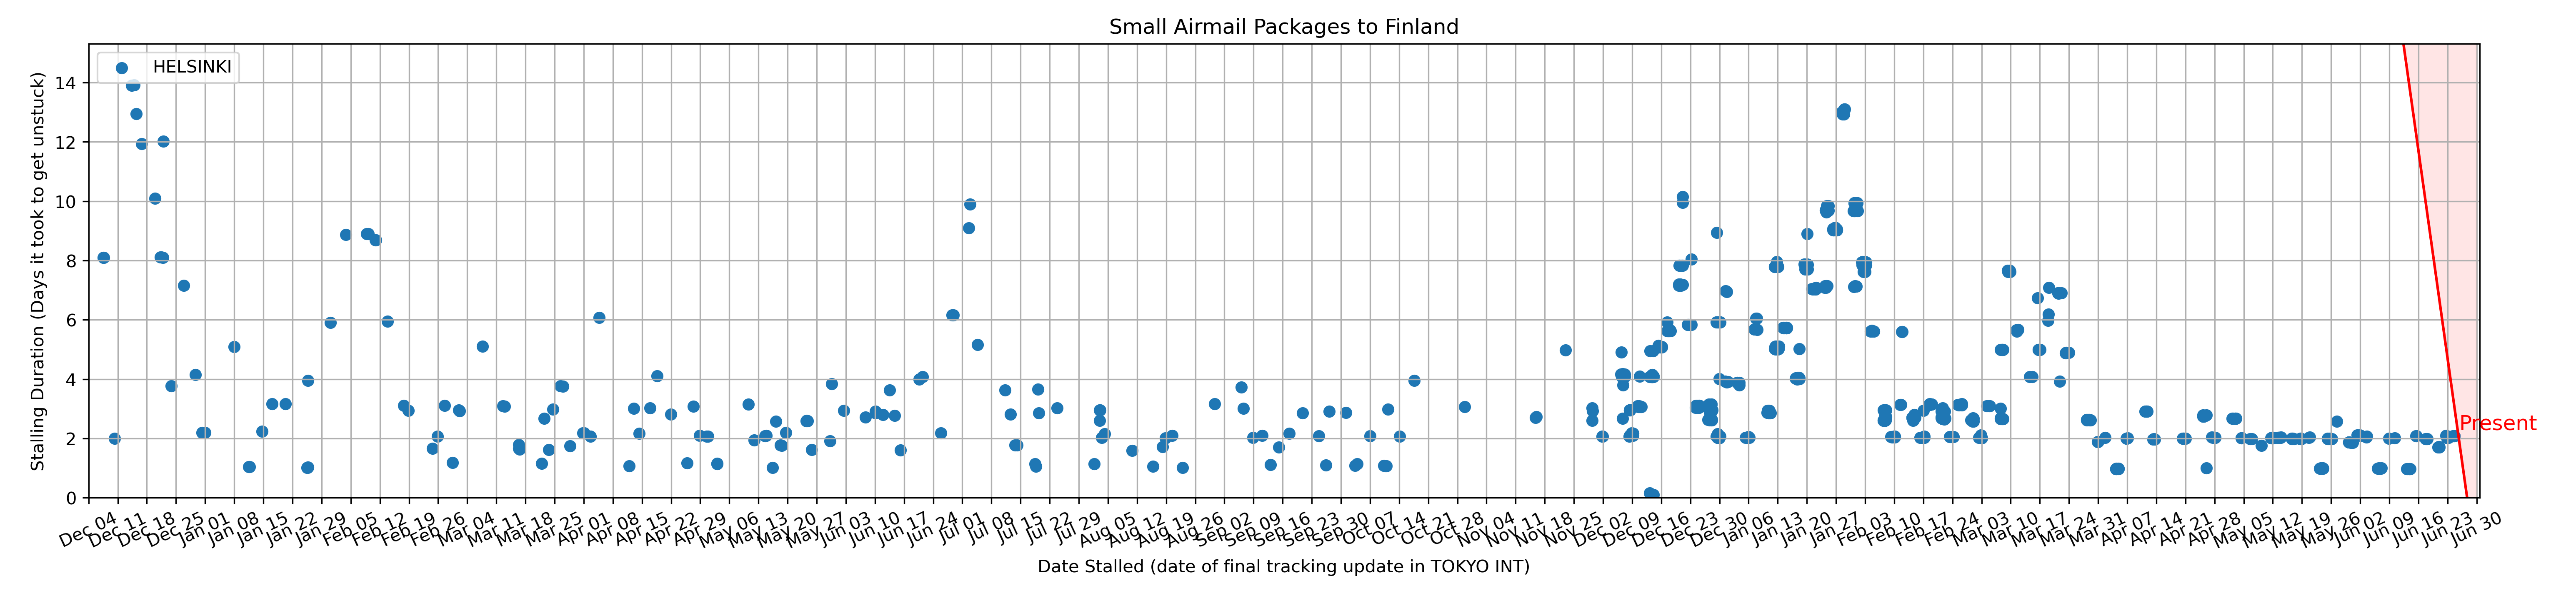 Small Airmail Packages to Finland
HELSINKI
Stalling Duration (Days it took to get unstuck)
14
12
10
8
6
4
2
0
Present
Dec 04
Dec 11
Dec 18
Dec 25
Jan 01
Jan 08
Jan 15
Jan 22
Jan 29
Feb 05
Feb 12
Feb 19
Feb 26
Mar 04
Mar 11
Mar 18
Mar 25
Apr 01
Apr 08
Apr 15
Apr 22
Apr 29
May 06
May 13
May 20
May 27
Jun 03
Jun 10
Jun 17
Jun 24
Jul 01
Jul 08
Jul 15
Jul 22
Jul 29
Aug 05
Aug 12
Aug 19
Aug 26
Sep 02
Sep 09
Sep 16
Sep 23
Sep 30
Oct 07
Oct 14
Oct 21
Oct 28
Nov 04
Nov 11
Nov 18
Nov 25
Dec 02
Dec 09
Dec 16
Dec 23
Dec 30
Jan 06
Jan 13
Jan 20
Jan 27
Feb 03
Feb 10
Feb 17
Feb 24
Mar 03
Mar 10
Mar 17
Mar 24
Mar 31
Apr 07
Apr 14
Apr 21
Apr 28
May 05
May 12
May 19
May 26
Jun 02
Jun 09
Jun 16
Jun 23
Jun 30
Date Stalled (date of final tracking update in TOKYO INT)